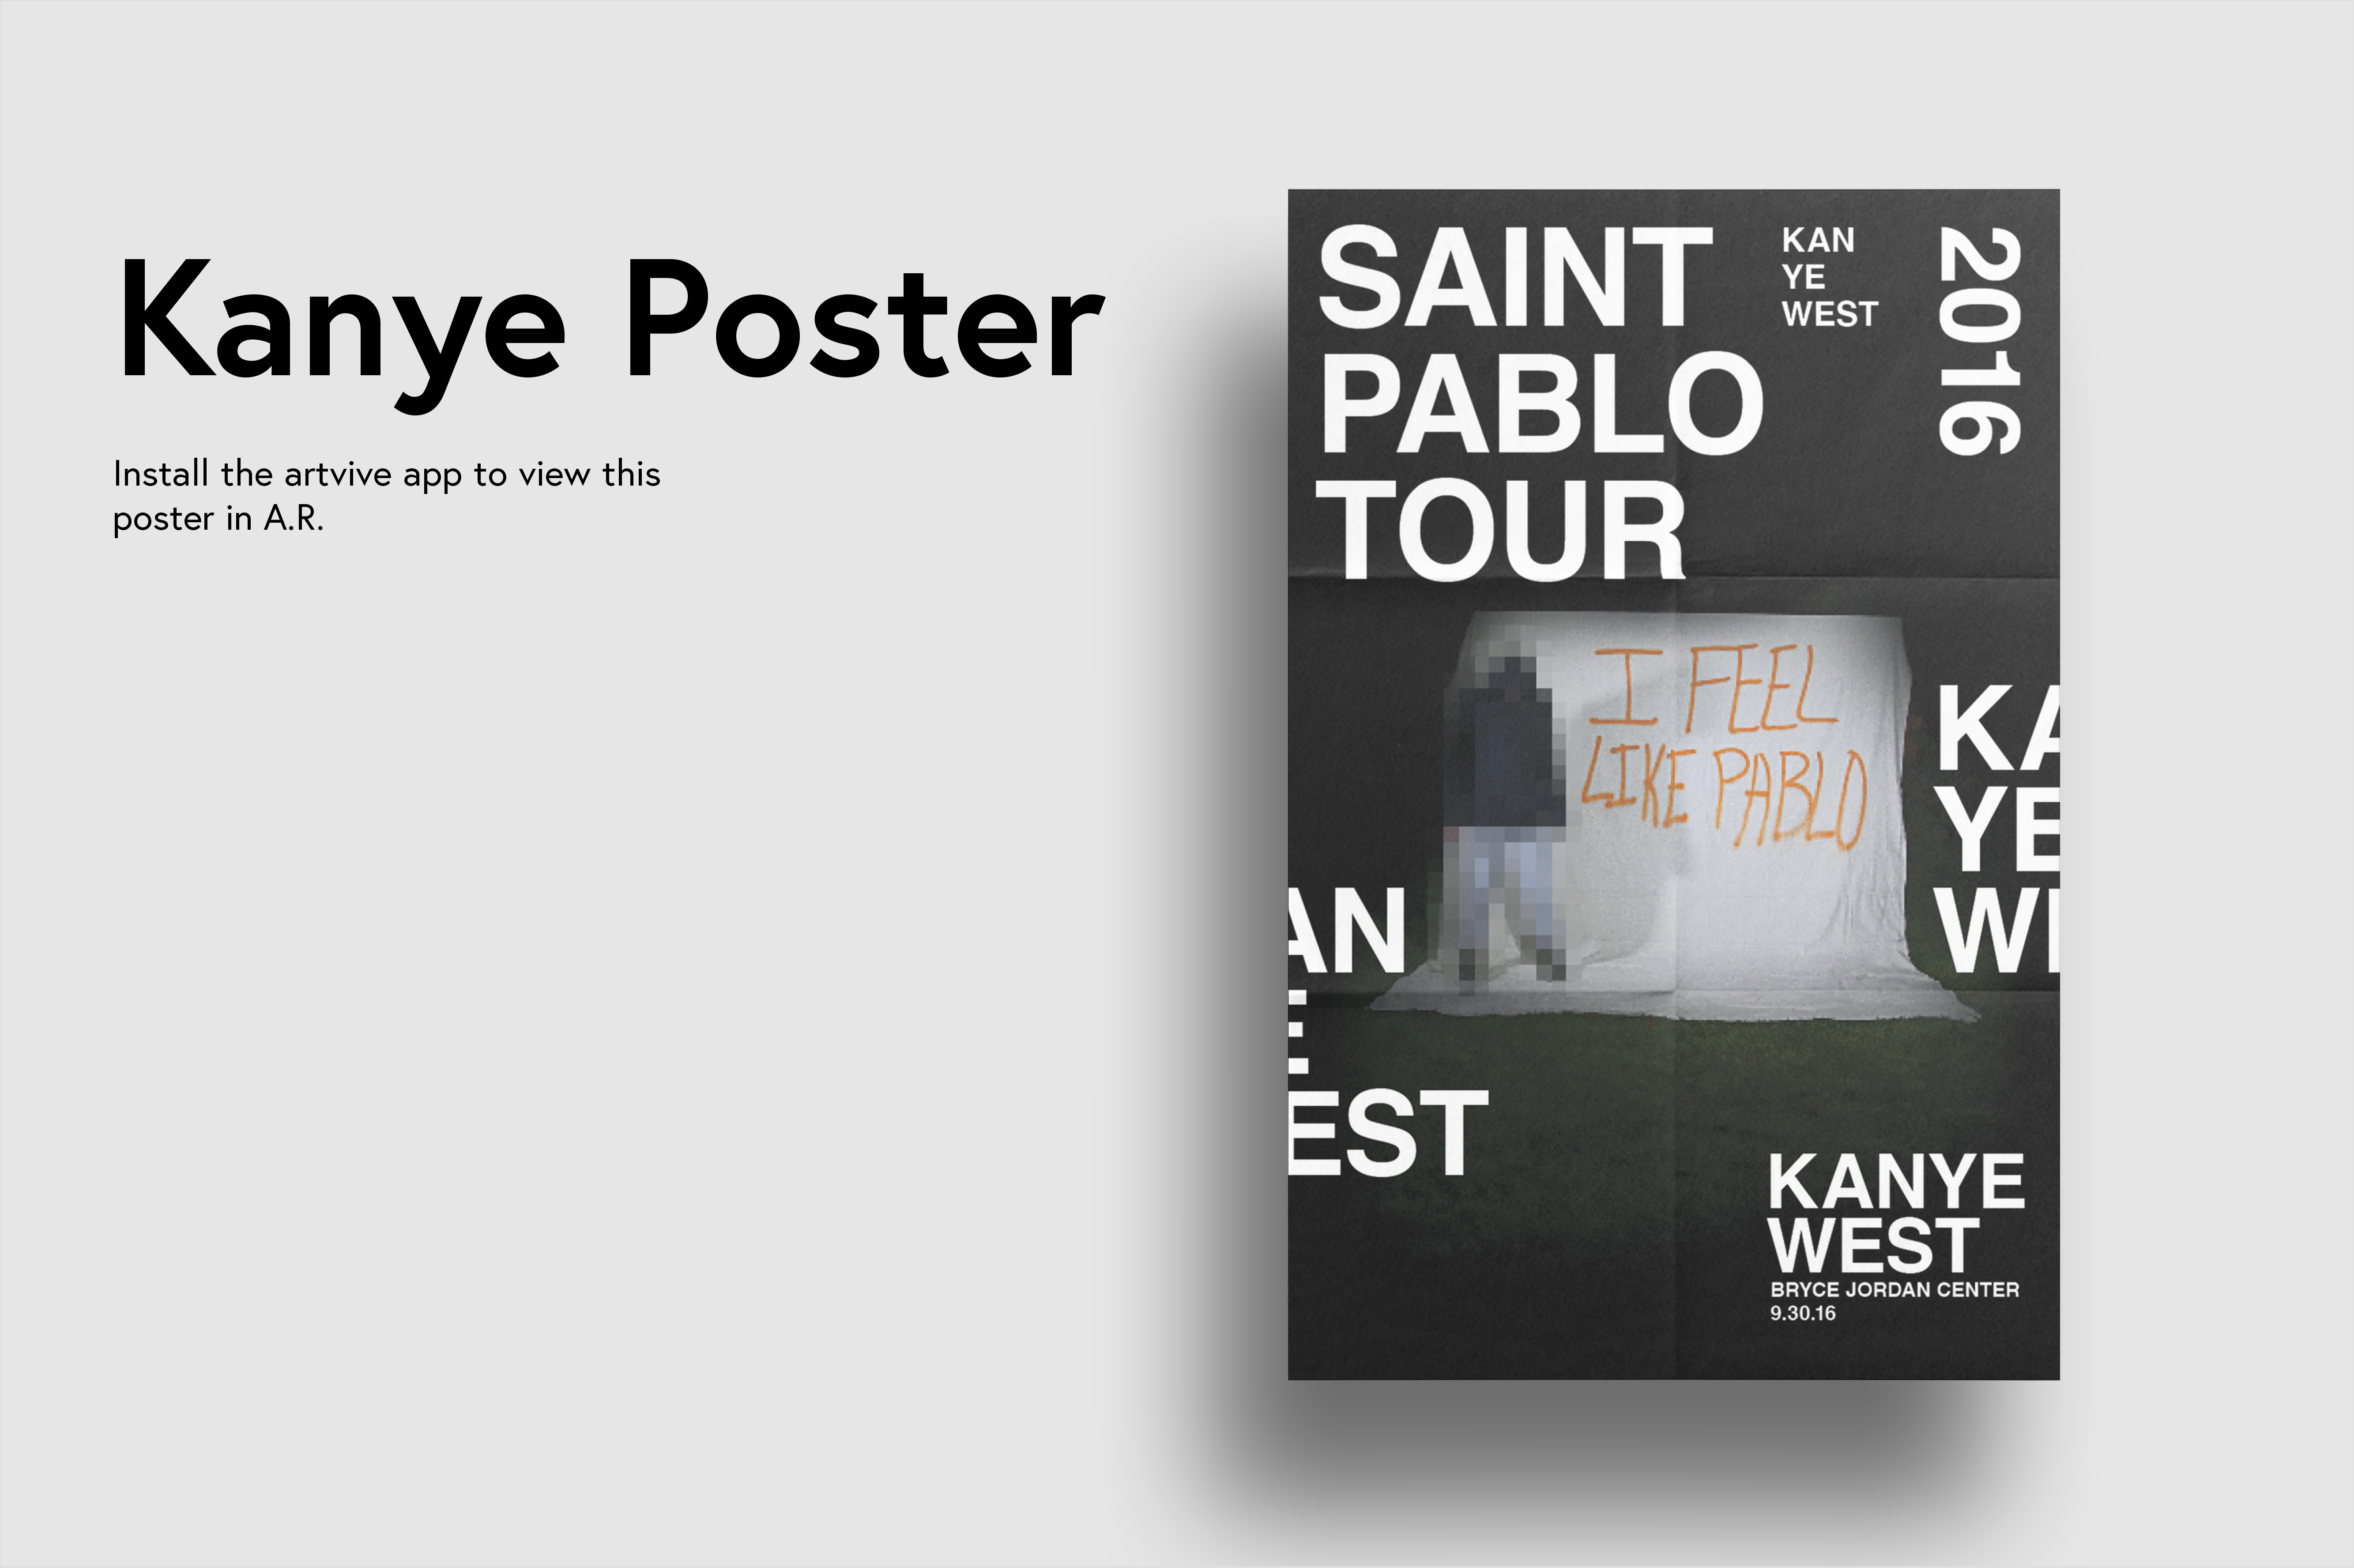 Kanye Poster
Install the artvive app to view this
poster in A.R.
SAINT
PABLO
TOUR
KAN
YE
WEST
2016
I FEEL
LIKE PABLO
KA
YE
WE
AN
E
EST
KANYE
WEST
BRYCE JORDAN CENTER
9.30.16